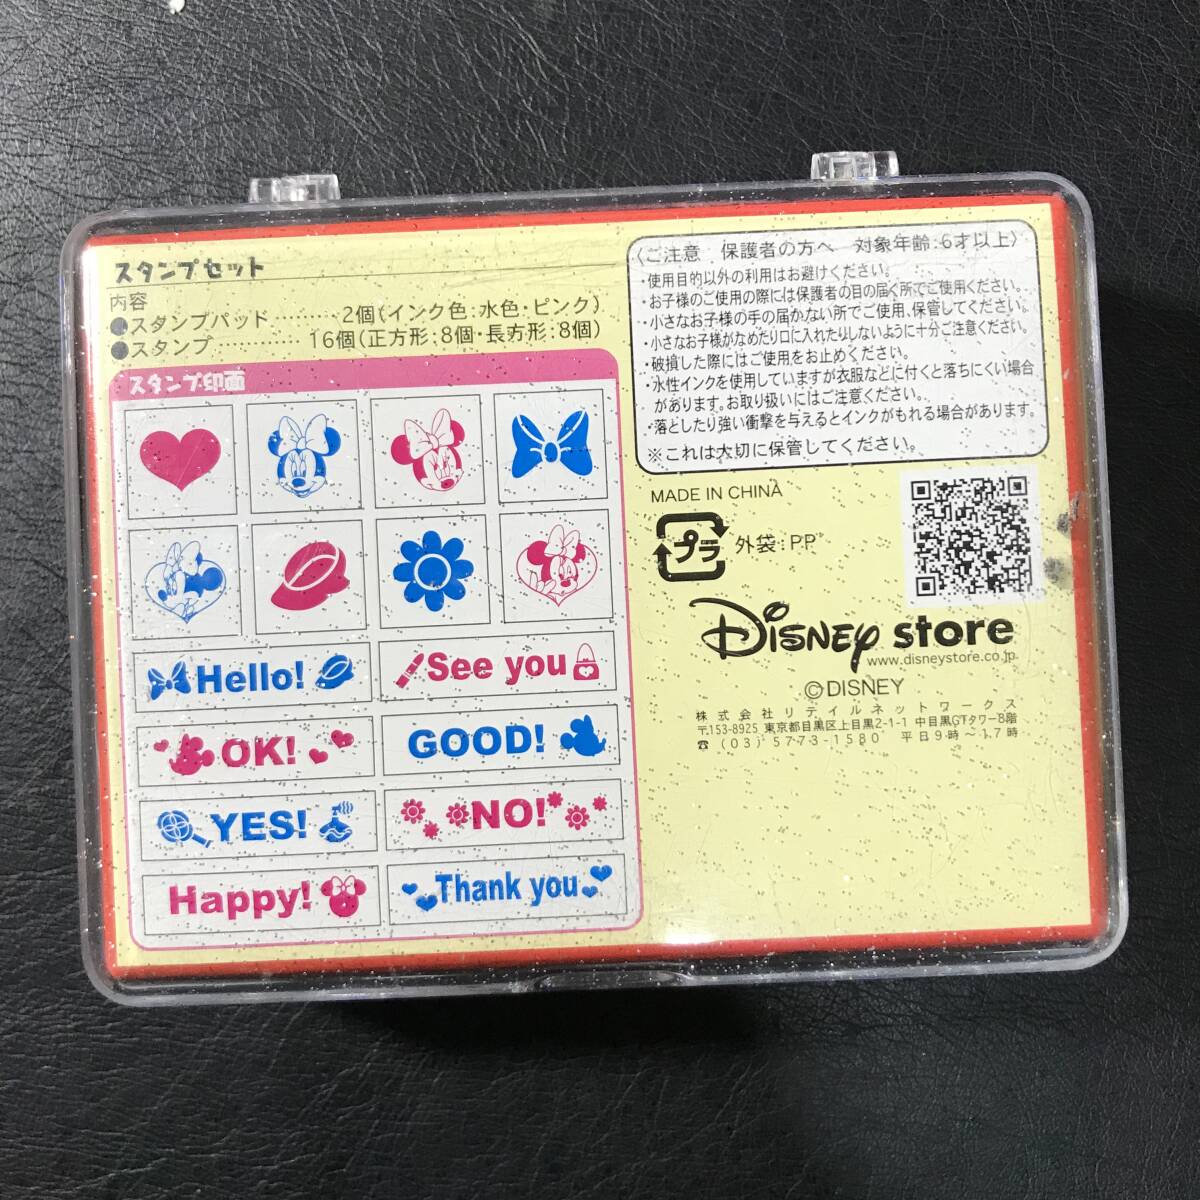 スタンプセット
内容
●スタンプパッド………2個(インク色:水色・ピンク)
●スタンプ…………16個(正方形:8個・長方形:8個)
スタンプ印面
Hello!
See you
OK!
GOOD!
YES!
NO!
Happy!
Thank you
〈ご注意 保護者の方へ 対象年齢:6才以上〉
・使用目的以外の利用はお避けください。
・お子様のご使用の際には保護者の目の届く所でご使用ください。
・小さなお子様の手の届かない所でご使用、保管してください。
・小さなお子様がなめたり口に入れたりしないように十分ご注意ください。
・破損した際にはご使用をお止めください。
・水性インクを使用していますが衣服などに付くと落ちにくい場合
があります。お取り扱いにはご注意ください。
・落としたり強い衝撃を与えるとインクがもれる場合があります。
※これは大切に保管してください。
MADE IN CHINA
プラ 外袋:PP
Disney store
www.disneystore.co.jp
©DISNEY
株式会社リテイルネットワークス
〒153-8925 東京都目黒区上目黒2-1-1 中目黒GTタワー8階
☎(03)5773-1580 平日9時〜17時